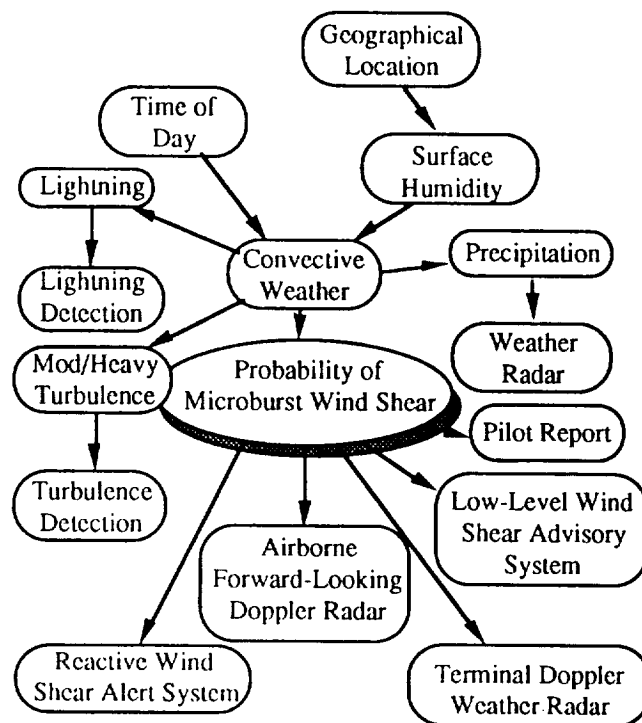 Geographical
Location
Time of
Day
Surface
Humidity
Lightning
Convective
Weather
Precipitation
Lightning
Detection
Weather
Radar
Mod/Heavy
Turbulence
Probability of
Microburst Wind Shear
Pilot Report
Turbulence
Detection
Low-Level Wind
Shear Advisory
System
Airborne
Forward-Looking
Doppler Radar
Reactive Wind
Shear Alert System
Terminal Doppler
Weather Radar